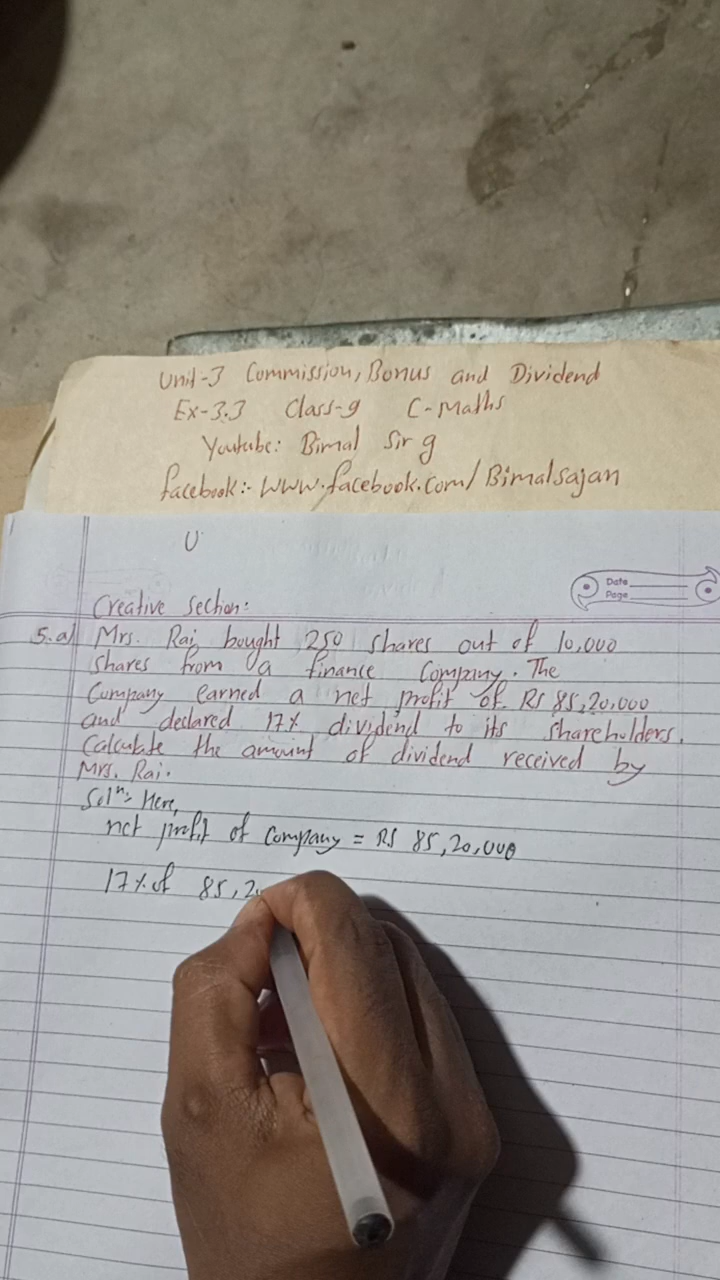 Unit-3 Commission, Bonus and Dividend
Ex-3.3 Class-9 C-Maths
Youtube: Bimal Sir g
facebook:- www.facebook.com/Bimalsajan
Date
Page
Creative Section:
5.a) Mrs. Rai bought 250 shares out of 10,000
shares from a finance Company. The
Company earned a net profit of RS 85,20,000
and declared 17% dividend to its shareholders.
Calculate the amount of dividend received by
Mrs. Rai.
Solⁿ:- Here,
net profit of Company = RS 85,20,000
17% of 85,2